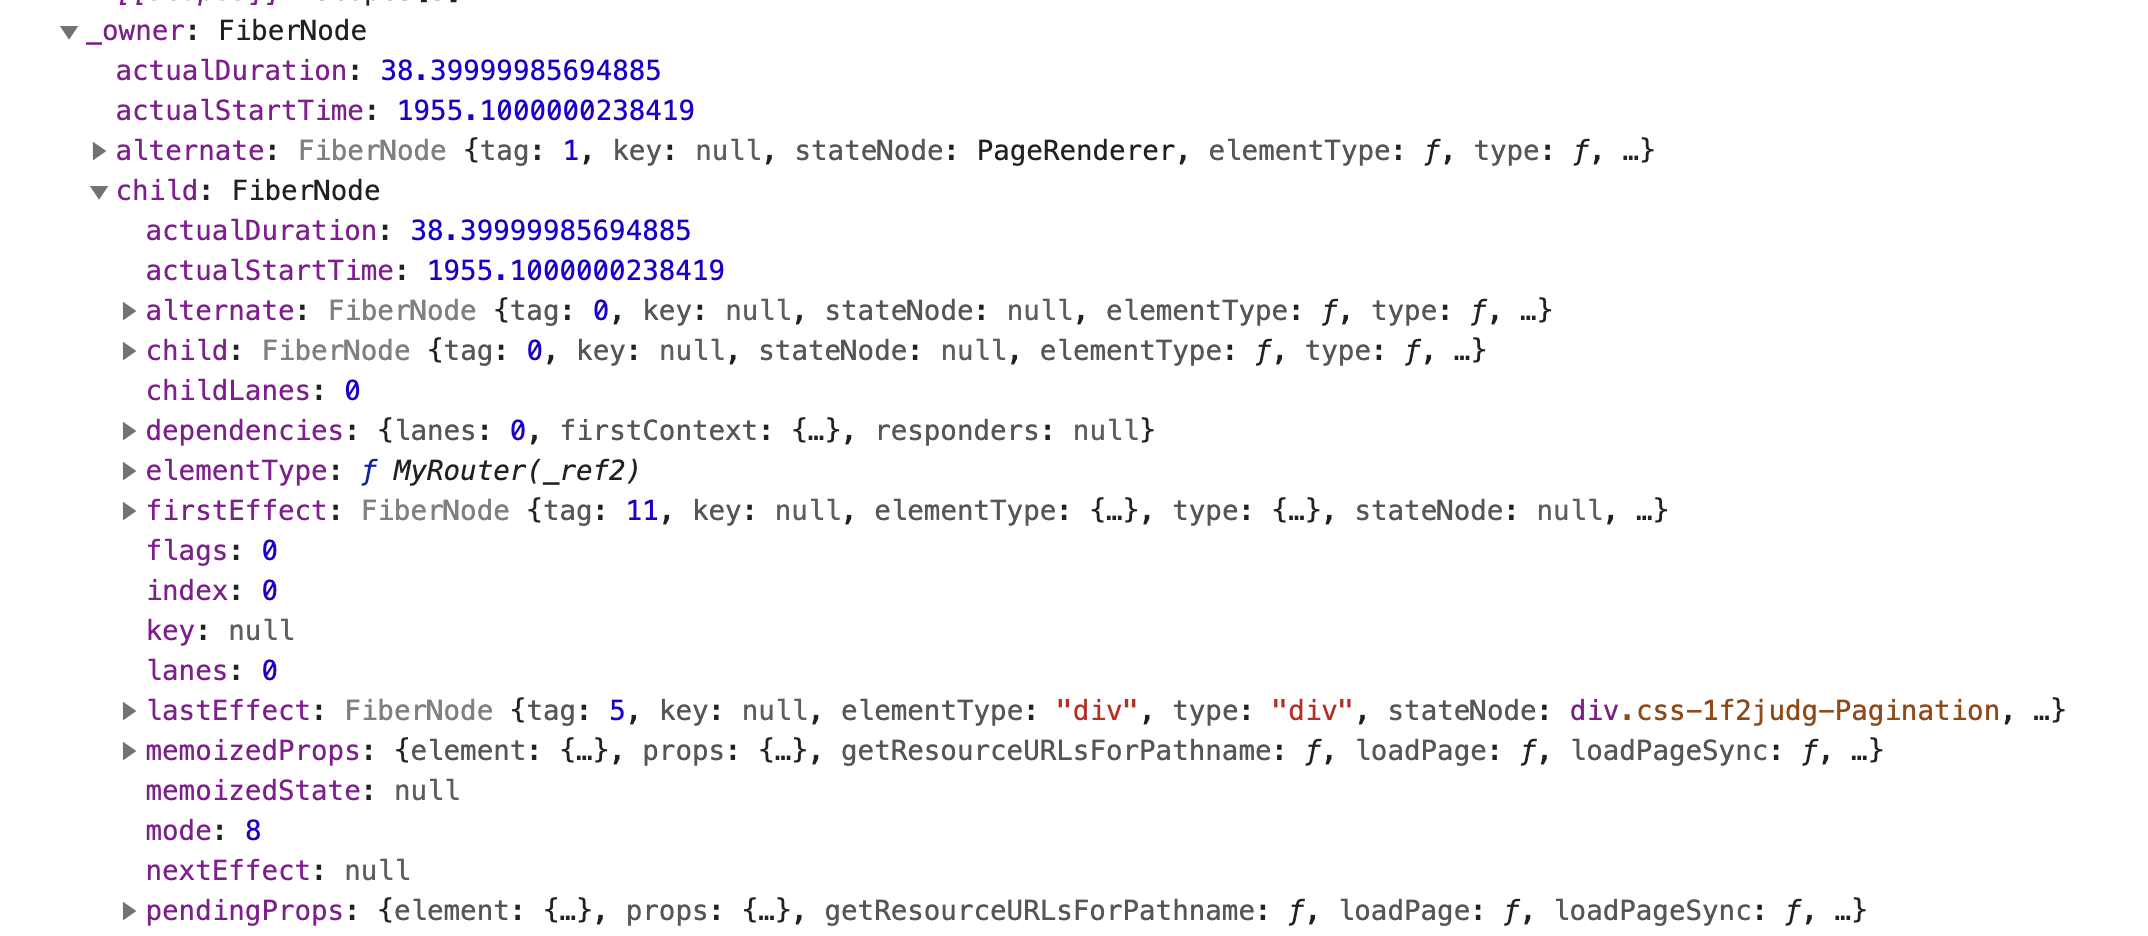 _owner: FiberNode
actualDuration: 38.39999985694885
actualStartTime: 1955.1000000238419
alternate: FiberNode {tag: 1, key: null, stateNode: PageRenderer, elementType: ƒ, type: ƒ, …}
child: FiberNode
actualDuration: 38.39999985694885
actualStartTime: 1955.1000000238419
alternate: FiberNode {tag: 0, key: null, stateNode: null, elementType: ƒ, type: ƒ, …}
child: FiberNode {tag: 0, key: null, stateNode: null, elementType: ƒ, type: ƒ, …}
childLanes: 0
dependencies: {lanes: 0, firstContext: {…}, responders: null}
elementType: ƒ MyRouter(_ref2)
firstEffect: FiberNode {tag: 11, key: null, elementType: {…}, type: {…}, stateNode: null, …}
flags: 0
index: 0
key: null
lanes: 0
lastEffect: FiberNode {tag: 5, key: null, elementType: "div", type: "div", stateNode: div.css-1f2judg-Pagination, …}
memoizedProps: {element: {…}, props: {…}, getResourceURLsForPathname: ƒ, loadPage: ƒ, loadPageSync: ƒ, …}
memoizedState: null
mode: 8
nextEffect: null
pendingProps: {element: {…}, props: {…}, getResourceURLsForPathname: ƒ, loadPage: ƒ, loadPageSync: ƒ, …}